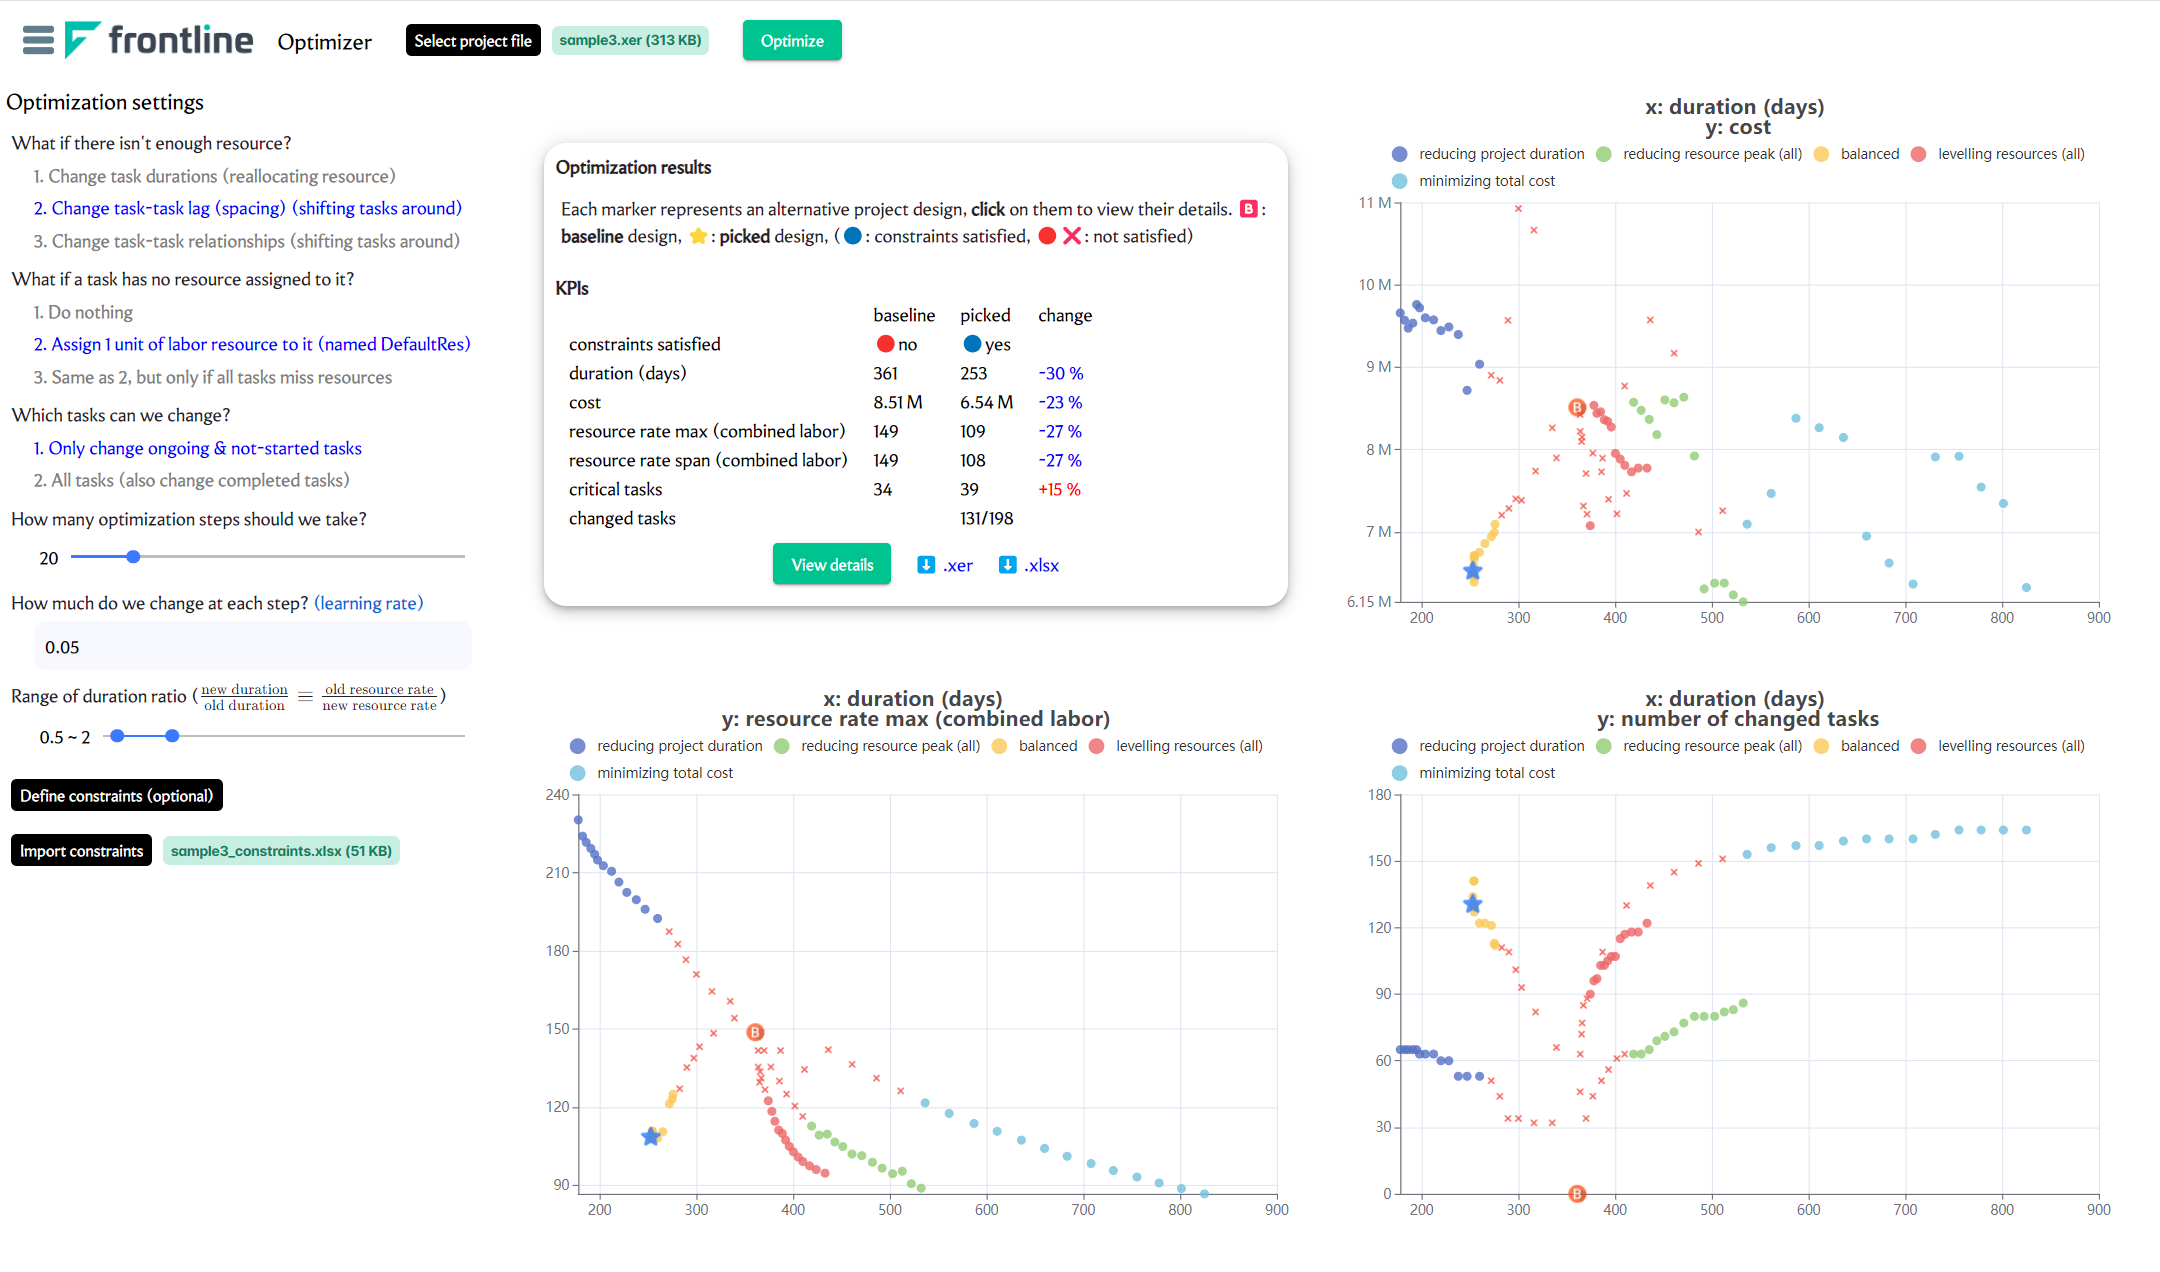 frontline Optimizer Select project file sample3.xer (313 KB) Optimize
Optimization settings
What if there isn't enough resource?
1. Change task durations (reallocating resource)
2. Change task-task lag (spacing) (shifting tasks around)
3. Change task-task relationships (shifting tasks around)
What if a task has no resource assigned to it?
1. Do nothing
2. Assign 1 unit of labor resource to it (named DefaultRes)
3. Same as 2, but only if all tasks miss resources
Which tasks can we change?
1. Only change ongoing & not-started tasks
2. All tasks (also change completed tasks)
How many optimization steps should we take?
20
How much do we change at each step? (learning rate)
0.05
Range of duration ratio (new duration / old duration = old resource rate / new resource rate)
0.5 ~ 2
Define constraints (optional)
Import constraints sample3_constraints.xlsx (51 KB)
Optimization results
Each marker represents an alternative project design, click on them to view their details. B :
baseline design, : picked design, ( : constraints satisfied, : not satisfied)
KPIs
baseline picked change
constraints satisfied no yes
duration (days) 361 253 -30 %
cost 8.51 M 6.54 M -23 %
resource rate max (combined labor) 149 109 -27 %
resource rate span (combined labor) 149 108 -27 %
critical tasks 34 39 +15 %
changed tasks 131/198
View details .xer .xlsx
x: duration (days)
y: cost
reducing project duration reducing resource peak (all) balanced levelling resources (all)
minimizing total cost
11 M
10 M
9 M
8 M
7 M
6.15 M
B
200 300 400 500 600 700 800 900
x: duration (days)
y: resource rate max (combined labor)
reducing project duration reducing resource peak (all) balanced levelling resources (all)
minimizing total cost
240
210
180
150
120
90
B
200 300 400 500 600 700 800 900
x: duration (days)
y: number of changed tasks
reducing project duration reducing resource peak (all) balanced levelling resources (all)
minimizing total cost
180
150
120
90
60
30
0
B
200 300 400 500 600 700 800 900